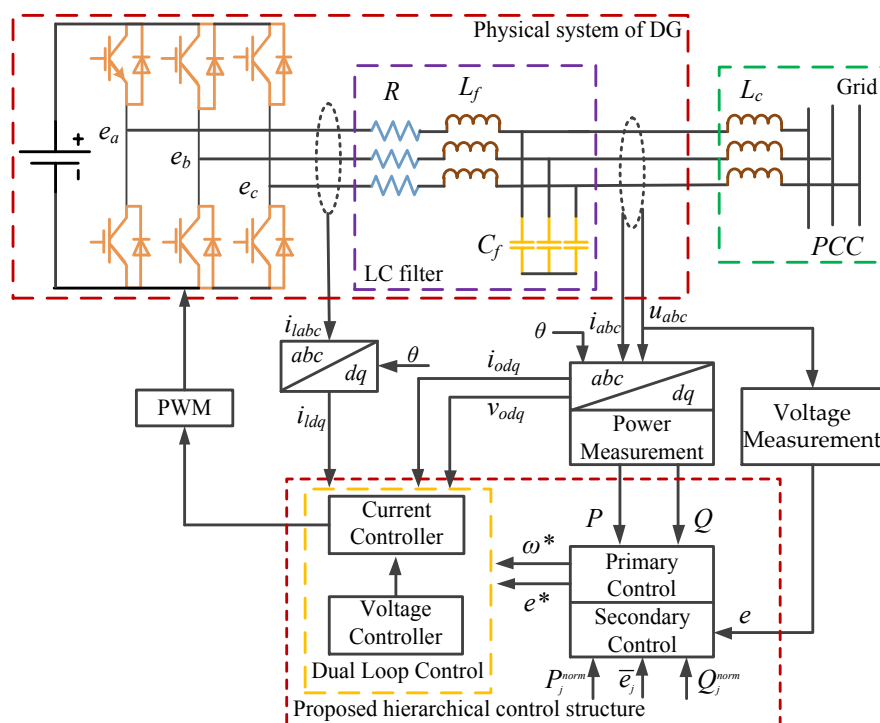 Physical system of DG
+
-
e_a
e_b
e_c
R
L_f
L_c
Grid
C_f
LC filter
PCC
i_labc
i_abc
u_abc
θ
abc
dq
θ
i_ldq
i_odq
v_odq
abc
dq
Power
Measurement
Voltage
Measurement
PWM
Current
Controller
Voltage
Controller
Dual Loop Control
P
Q
ω*
e*
Primary
Control
Secondary
Control
e
P_j^norm
e̅_j
Q_j^norm
Proposed hierarchical control structure